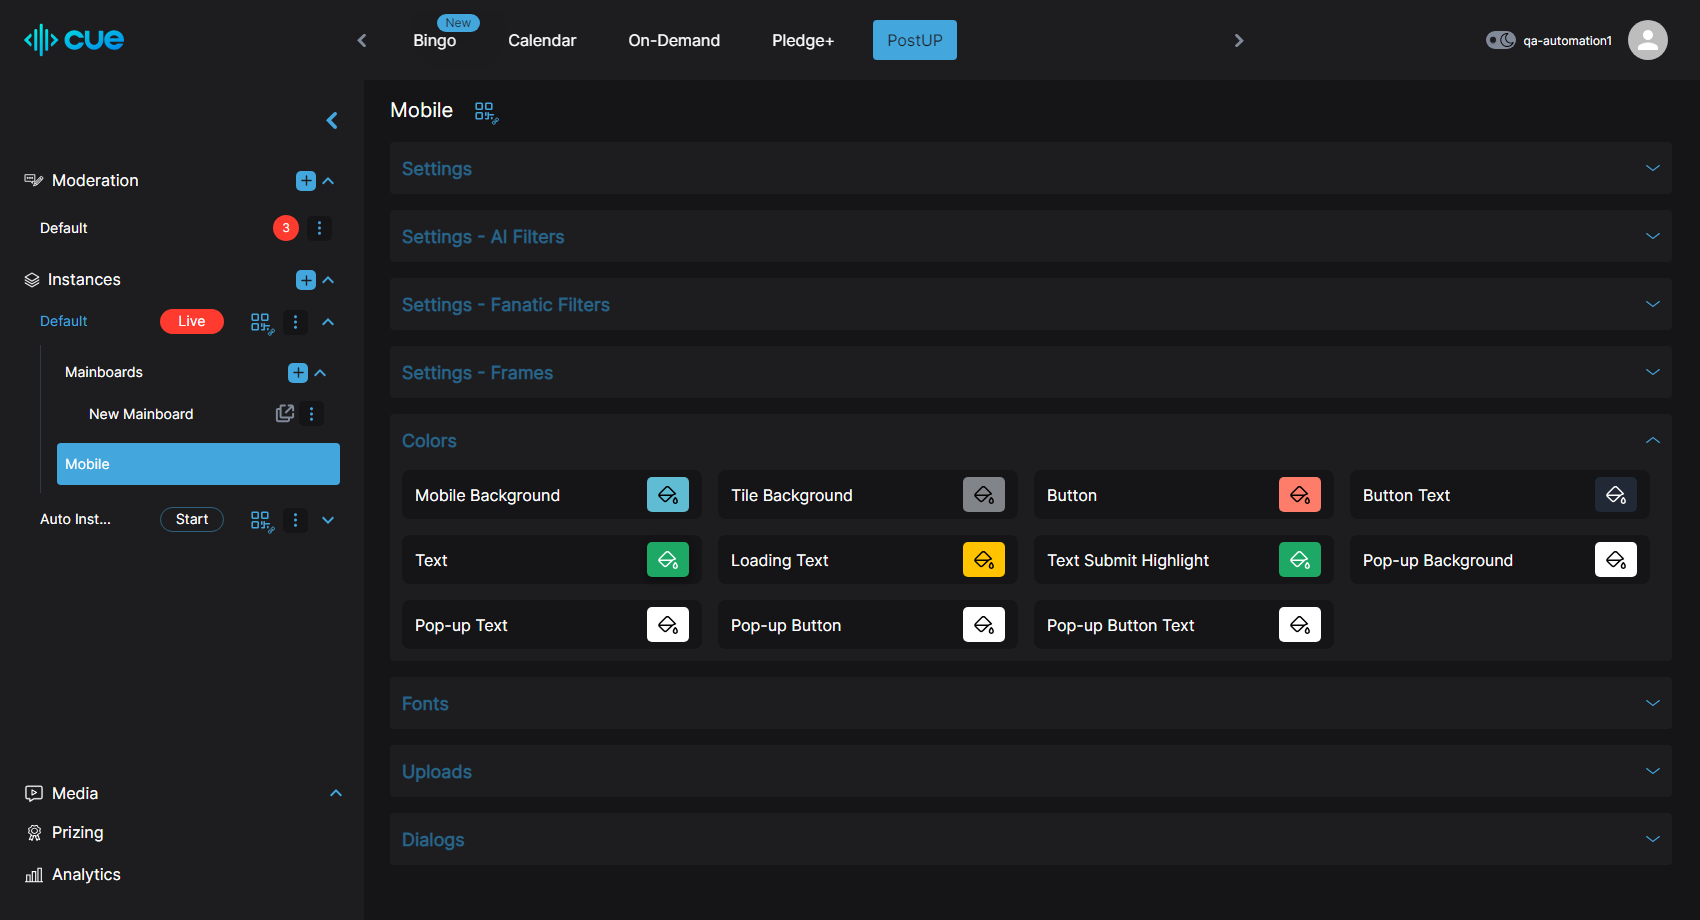 cue
New
Bingo
Calendar
On-Demand
Pledge+
PostUP
qa-automation1
Moderation
Default
3
Instances
Default
Live
Mainboards
New Mainboard
Mobile
Auto Inst...
Start
Media
Prizing
Analytics
Mobile
Settings
Settings - AI Filters
Settings - Fanatic Filters
Settings - Frames
Colors
Mobile Background
Tile Background
Button
Button Text
Text
Loading Text
Text Submit Highlight
Pop-up Background
Pop-up Text
Pop-up Button
Pop-up Button Text
Fonts
Uploads
Dialogs